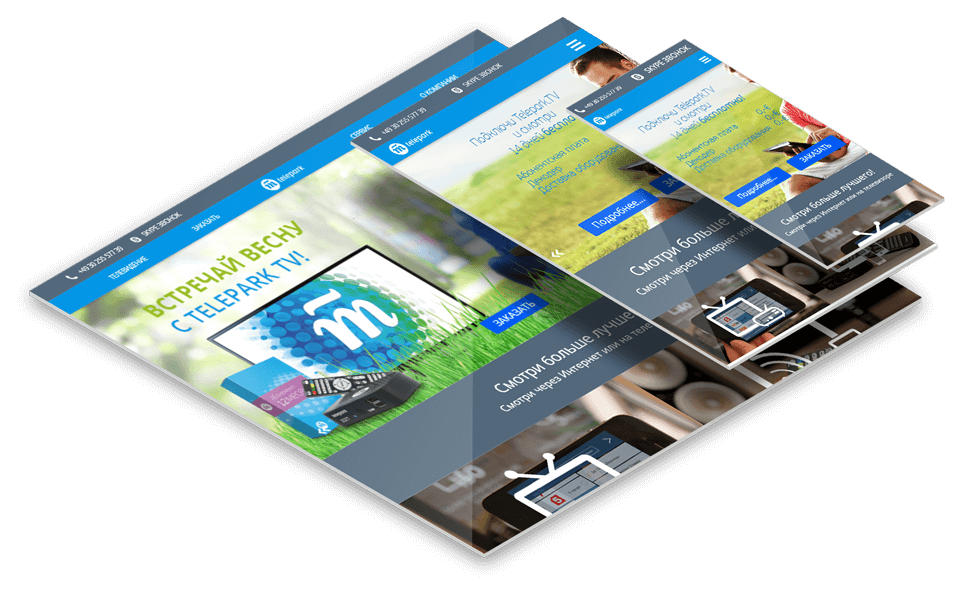 +49 30 255 577 39
SKYPE ЗВОНОК
ТЕЛЕВИДЕНИЕ
ЗАКАЗАТЬ
telepark
СЕРВИС
О КОМПАНИИ
ВСТРЕЧАЙ ВЕСНУ
С TELEPARK TV!
ЗАКАЗАТЬ
Смотри больше лучшего
Смотри через Интернет или на теле
+49 30 255 577 39
SKYPE ЗВОНОК
telepark
Подключи Telepark.TV
и смотри
14 дней бесплатно
Абонентская плата
Декодер
Доставка оборудования
Подробнее...
ЗА
Смотри больше лучшего
Смотри через Интернет или на
+49 30 255 577 39
SKYPE ЗВОНОК
telepark
Подключи Telepark.TV
и смотри
14 дней бесплатно!
Абонентская плата 0,-€
Декодер 0,-€
Доставка оборудования 0,-€
Подробнее...
ЗАКАЗАТЬ
Смотри больше лучшего!
Смотри через Интернет или на телевизоре